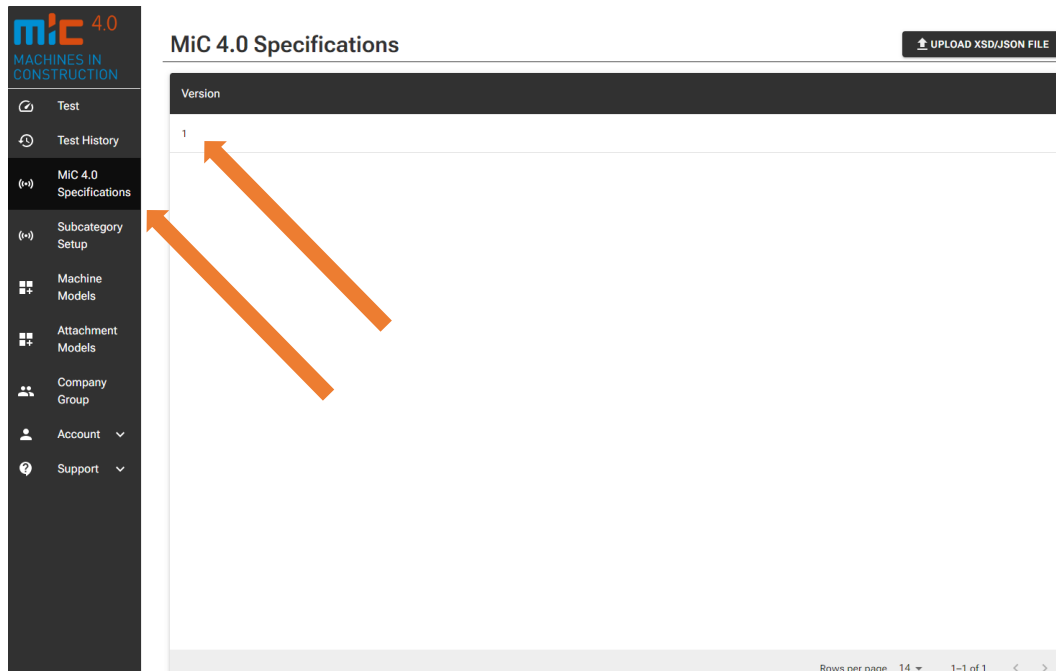 mic 4.0
MACHINES IN
CONSTRUCTION
Test
Test History
MiC 4.0
Specifications
Subcategory
Setup
Machine
Models
Attachment
Models
Company
Group
Account
Support
MiC 4.0 Specifications
UPLOAD XSD/JSON FILE
Version
1
Rows per page 14 1–1 of 1